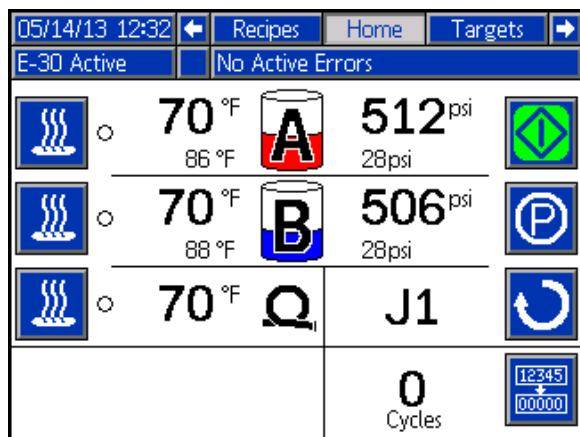 05/14/13 12:32 Recipes Home Targets
E-30 Active No Active Errors
70 °F A 512 psi
86 °F 28psi
70 °F B 506 psi P
88 °F 28psi
70 °F J1
0 12345
Cycles 00000